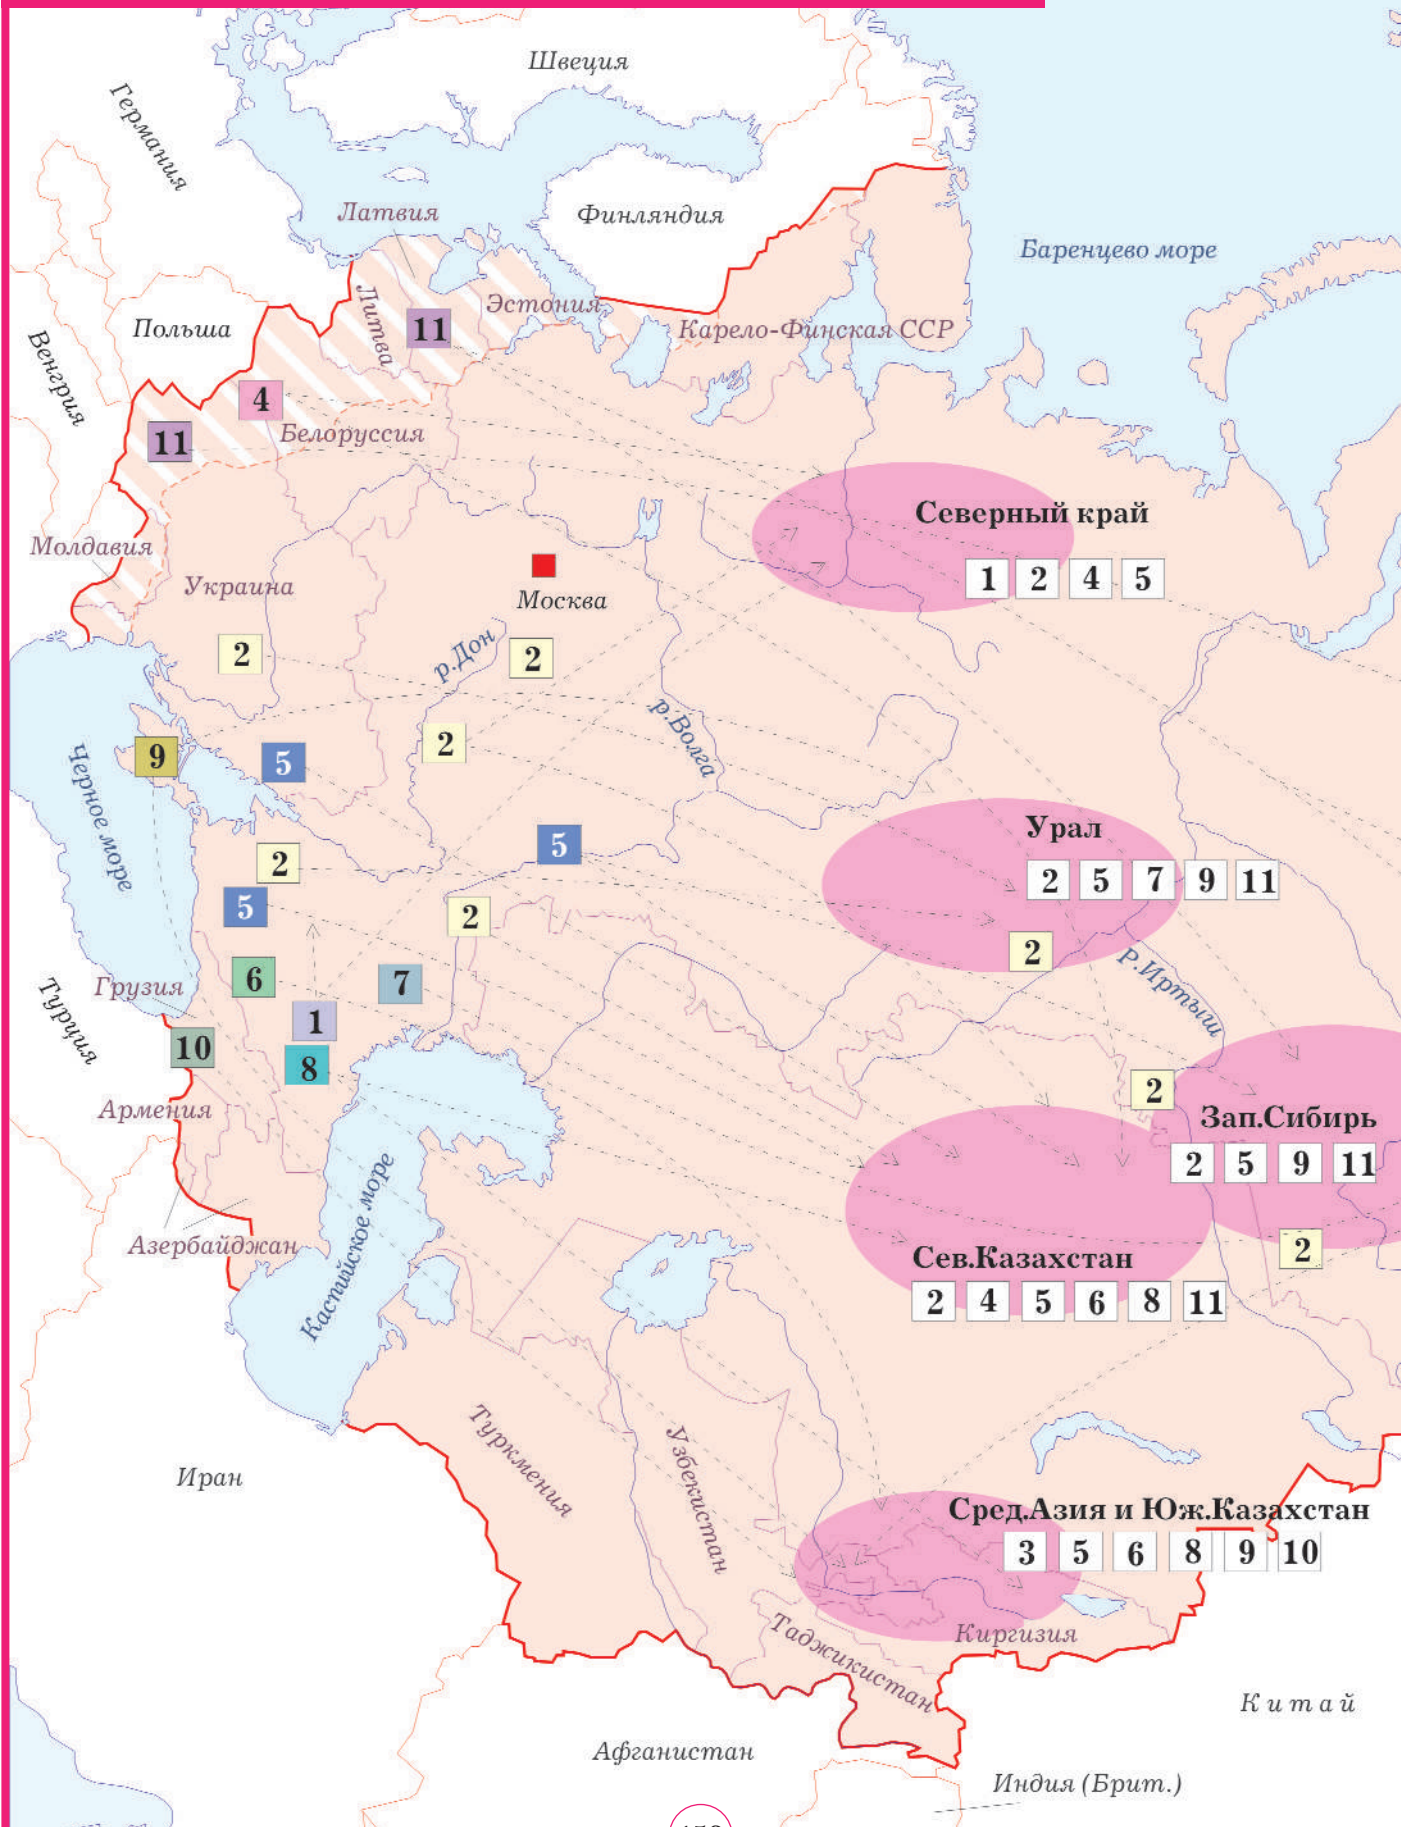 Швеция
Германия
Латвия
Финляндия
Баренцево море
Литва
Эстония
Польша
11
Карело-Финская ССР
Венгрия
4
Белоруссия
11
Северный край
1 2 4 5
Молдавия
Украина
Москва
2
р.Дон
2
р.Волга
2
9
5
Черное море
Урал
2 5 7 9 11
5
2
5
2
2
Р.Иртыш
6
7
Грузия
Турция
1
10
8
2
Армения
Зап.Сибирь
2 5 9 11
Каспийское море
Азербайджан
2
Сев.Казахстан
2 4 5 6 8 11
Туркмения
Узбекистан
Иран
Сред.Азия и Юж.Казахстан
3 5 6 8 9 10
Таджикистан
Киргизия
Китай
Афганистан
Индия (Брит.)